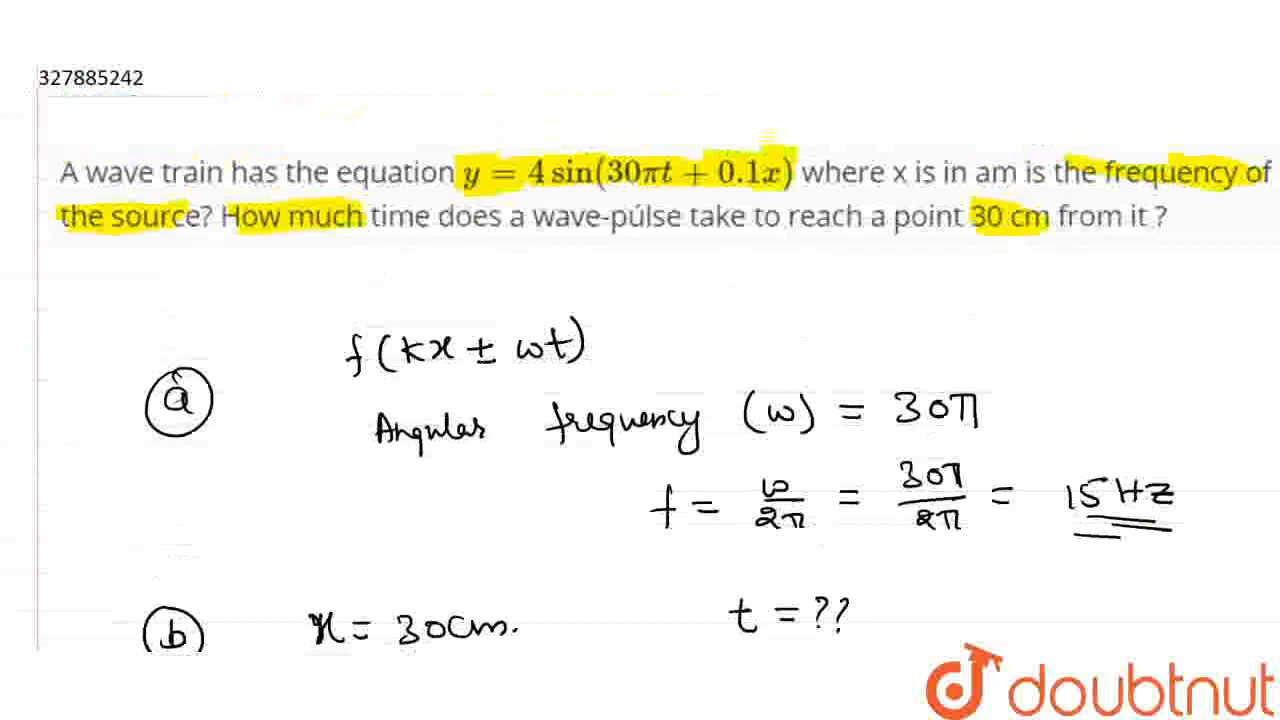 327885242
A wave train has the equation y = 4 sin(30πt + 0.1x) where x is in am is the frequency of
the source? How much time does a wave-púlse take to reach a point 30 cm from it ?
f(kx ± ωt)
a
Angular frequency (ω) = 30π
f = ω/2π = 30π/2π = 15 Hz
b x = 30cm. t = ??
doubtnut